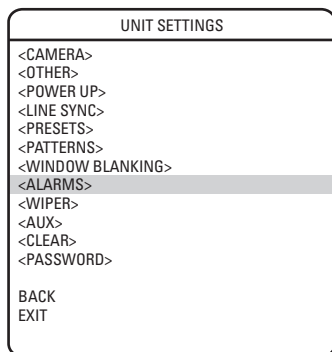 UNIT SETTINGS
<CAMERA>
<OTHER>
<POWER UP>
<LINE SYNC>
<PRESETS>
<PATTERNS>
<WINDOW BLANKING>
<ALARMS>
<WIPER>
<AUX>
<CLEAR>
<PASSWORD>
BACK
EXIT